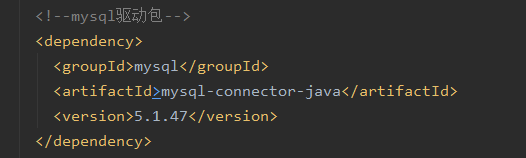 <!--mysql驱动包-->
<dependency>
<groupId>mysql</groupId>
<artifactId>mysql-connector-java</artifactId>
<version>5.1.47</version>
</dependency>